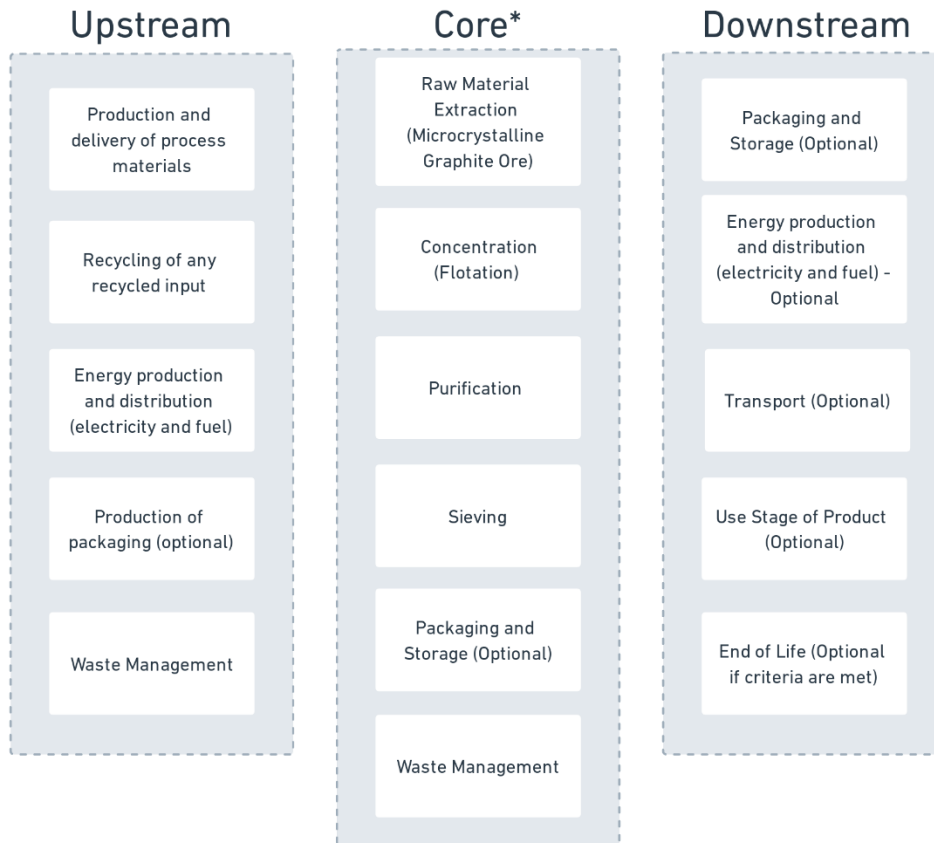 Upstream
Production and
delivery of process
materials
Recycling of any
recycled input
Energy production
and distribution
(electricity and fuel)
Production of
packaging (optional)
Waste Management
Core*
Raw Material
Extraction
(Microcrystalline
Graphite Ore)
Concentration
(Flotation)
Purification
Sieving
Packaging and
Storage (Optional)
Waste Management
Downstream
Packaging and
Storage (Optional)
Energy production
and distribution
(electricity and fuel) -
Optional
Transport (Optional)
Use Stage of Product
(Optional)
End of Life (Optional
if criteria are met)